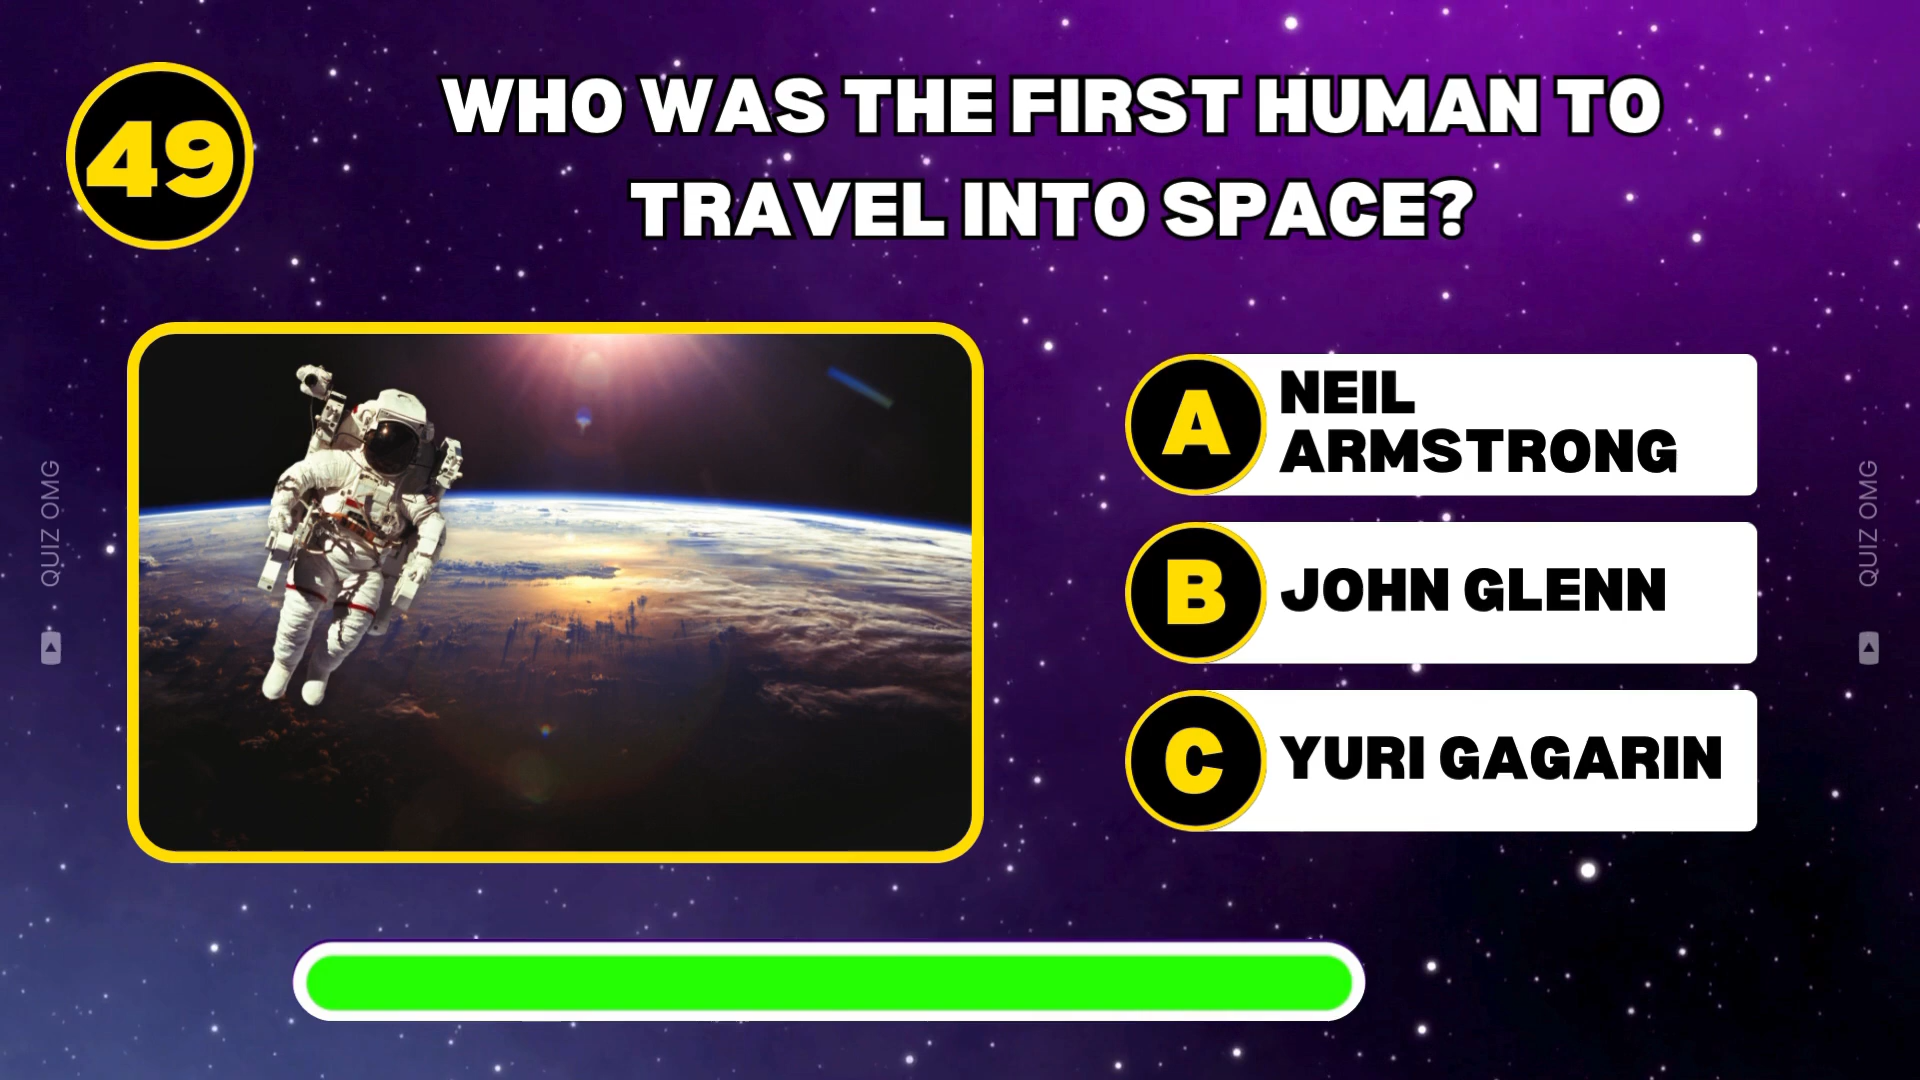 49
WHO WAS THE FIRST HUMAN TO
TRAVEL INTO SPACE?
A
NEIL
ARMSTRONG
B
JOHN GLENN
C
YURI GAGARIN
QUIZ OMG
QUIZ OMG